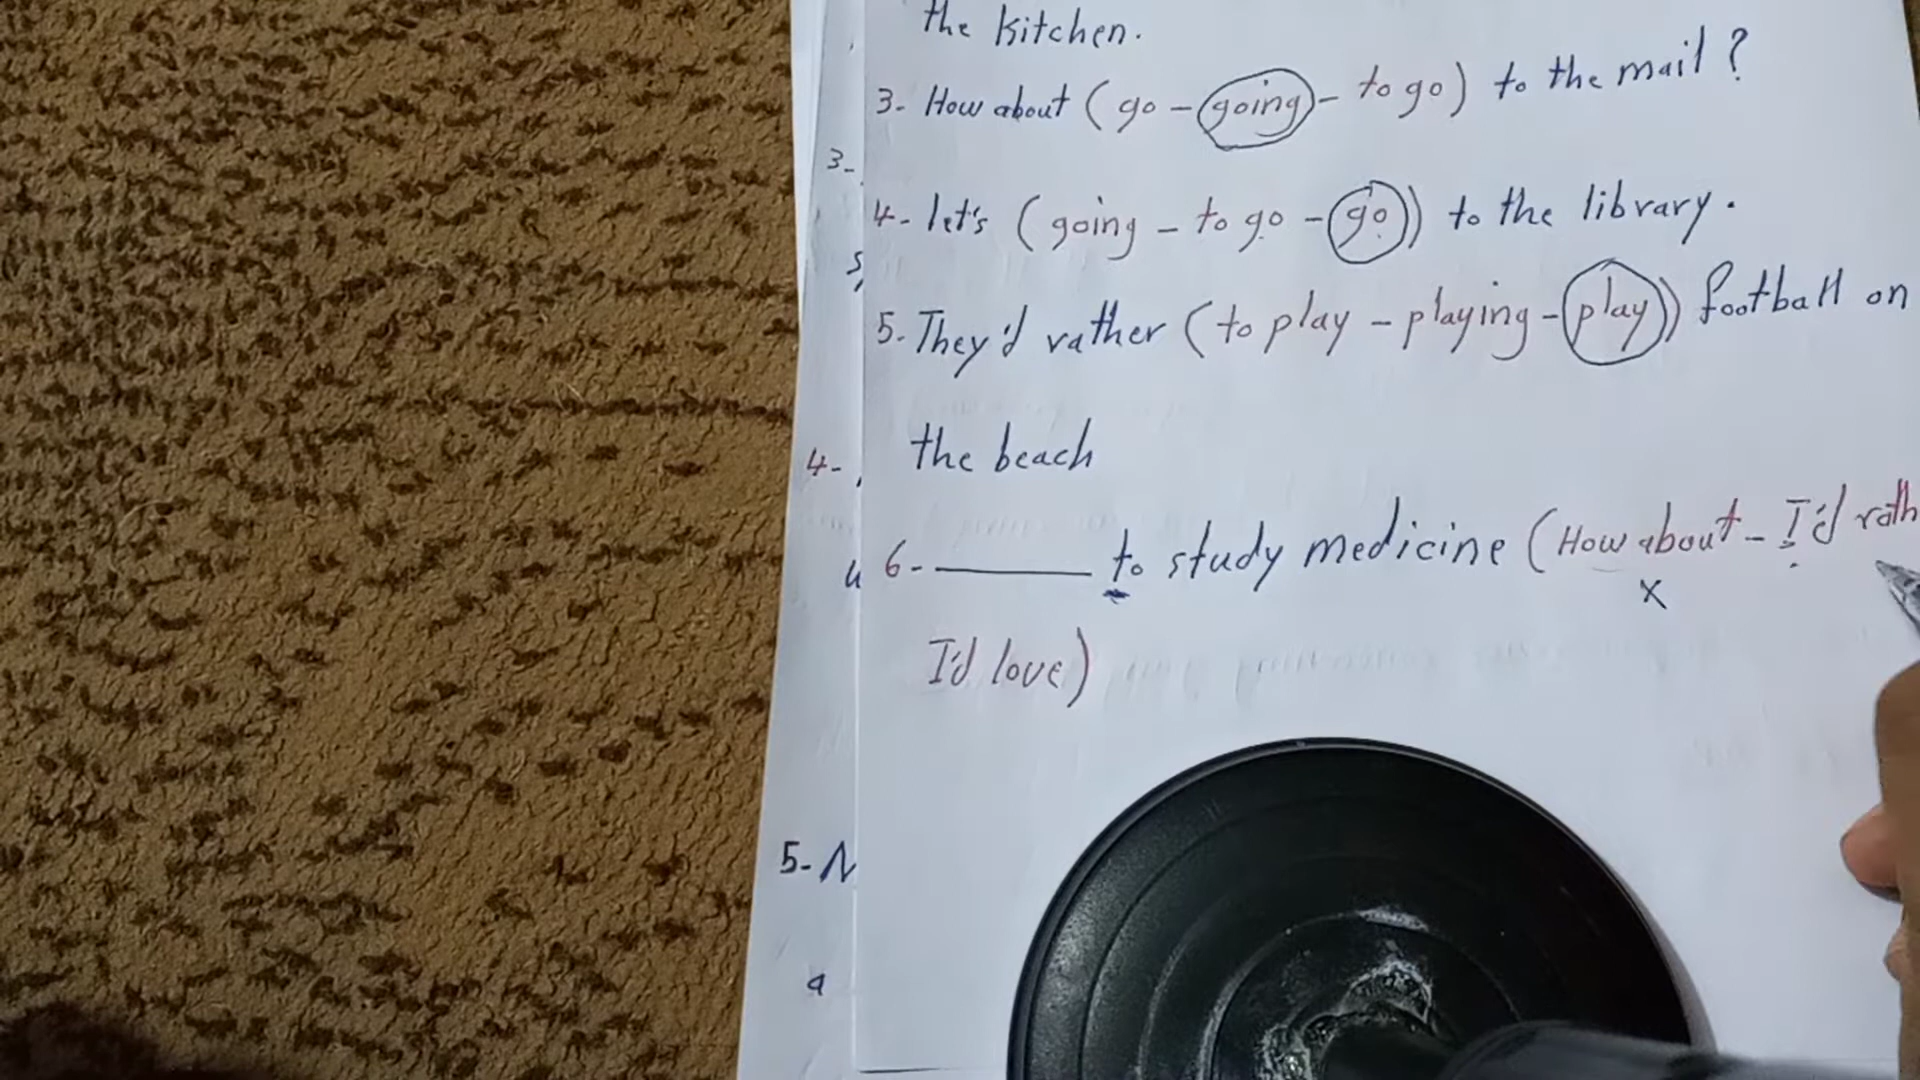 the kitchen.
3- How about (go - going - to go) to the mail?
4- let's (going - to go - go) to the library.
5. They'd rather (to play - playing - play) football on
the beach
6- ________ to study medicine (How about - I'd rath
x
I'd love)
3-
4-
5- N
a